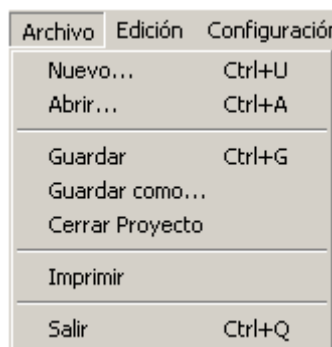 Archivo Edición Configuración
Nuevo... Ctrl+U
Abrir... Ctrl+A
Guardar Ctrl+G
Guardar como...
Cerrar Proyecto
Imprimir
Salir Ctrl+Q